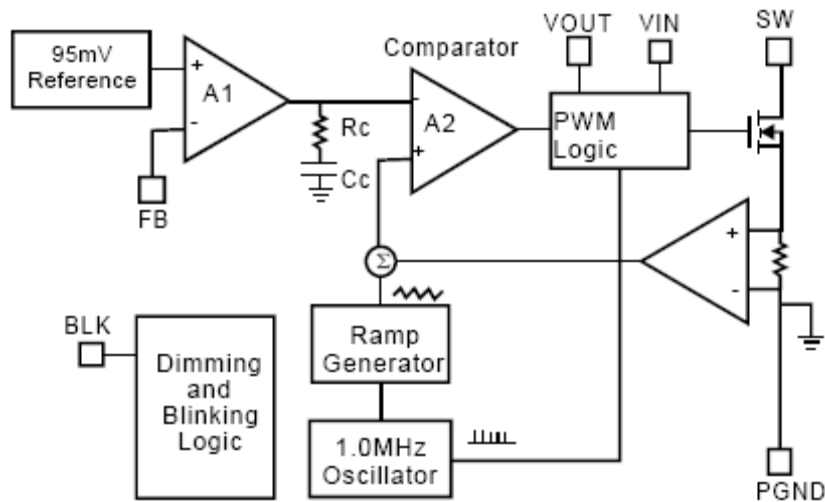 VOUT
VIN
SW
95mV
Reference
+
-
A1
Comparator
-
A2
+
PWM
Logic
Rc
Cc
FB
Σ
+
-
BLK
Dimming
and
Blinking
Logic
Ramp
Generator
1.0MHz
Oscillator
PGND